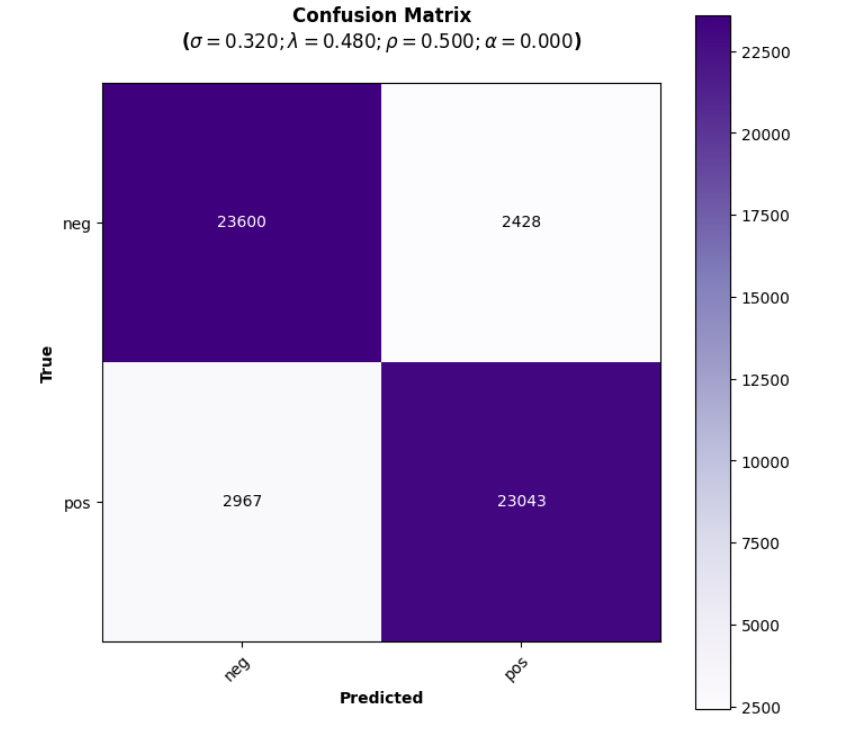 Confusion Matrix
(σ = 0.320; λ = 0.480; ρ = 0.500; α = 0.000)
neg
23600
2428
pos
2967
23043
neg
pos
True
Predicted
22500
20000
17500
15000
12500
10000
7500
5000
2500